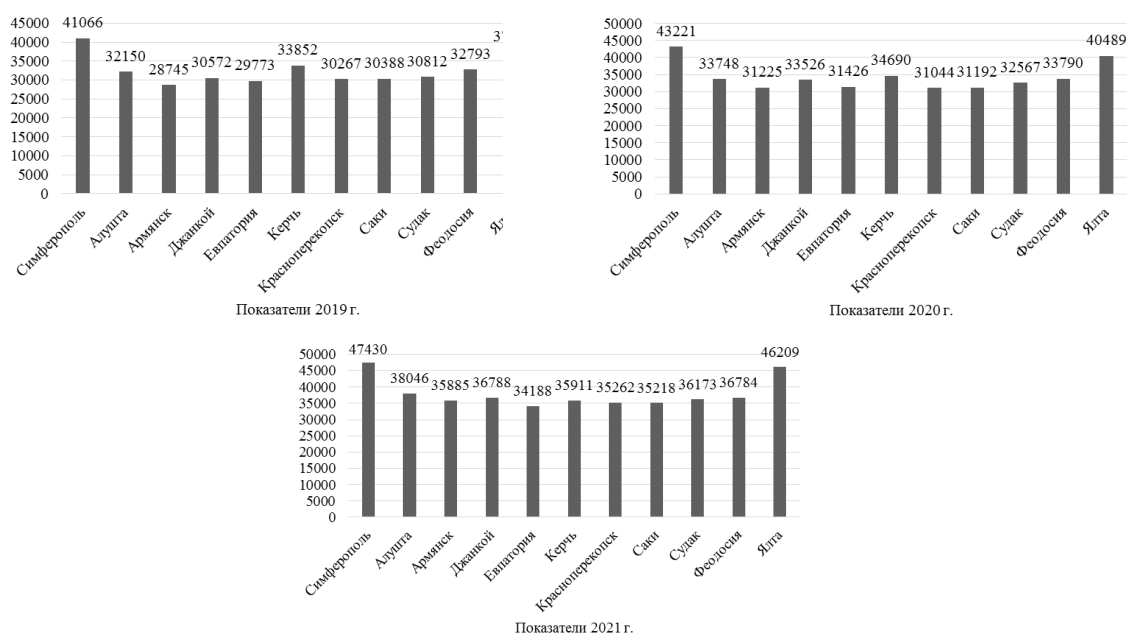 45000
40000
35000
30000
25000
20000
15000
10000
5000
0
41066
32150
28745
30572
29773
33852
30267
30388
30812
32793
Симферополь
Алушта
Армянск
Джанкой
Евпатория
Керчь
Красноперекопск
Саки
Судак
Феодосия
Показатели 2019 г.
50000
45000
40000
35000
30000
25000
20000
15000
10000
5000
0
43221
33748
31225
33526
31426
34690
31044
31192
32567
33790
40489
Симферополь
Алушта
Армянск
Джанкой
Евпатория
Керчь
Красноперекопск
Саки
Судак
Феодосия
Ялта
Показатели 2020 г.
50000
45000
40000
35000
30000
25000
20000
15000
10000
5000
0
47430
38046
35885
36788
34188
35911
35262
35218
36173
36784
46209
Симферополь
Алушта
Армянск
Джанкой
Евпатория
Керчь
Красноперекопск
Саки
Судак
Феодосия
Ялта
Показатели 2021 г.